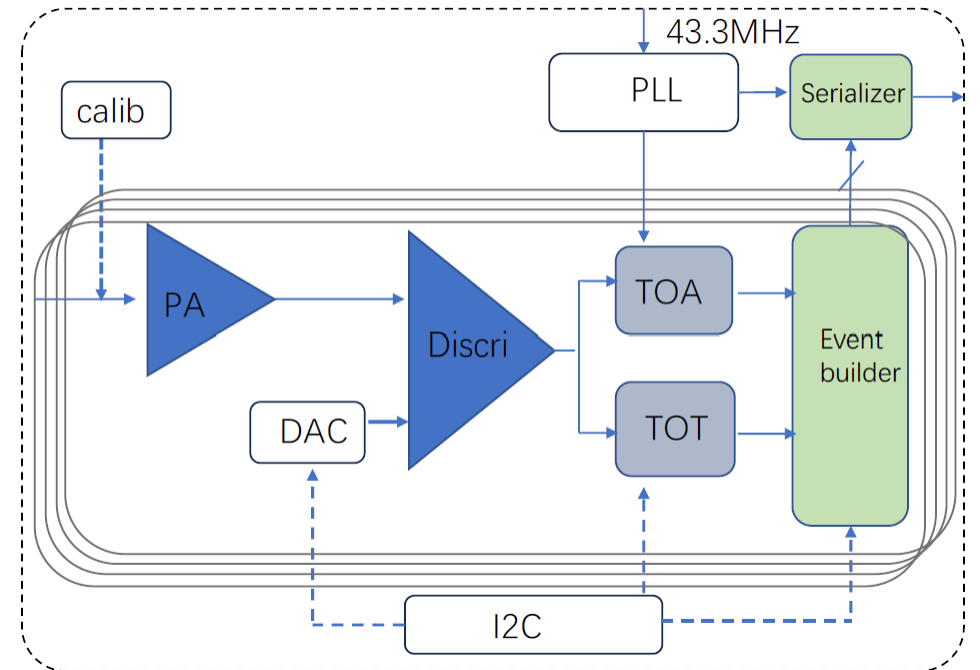 43.3MHz
calib
PLL
Serializer
PA
Discri
TOA
DAC
TOT
Event
builder
I2C